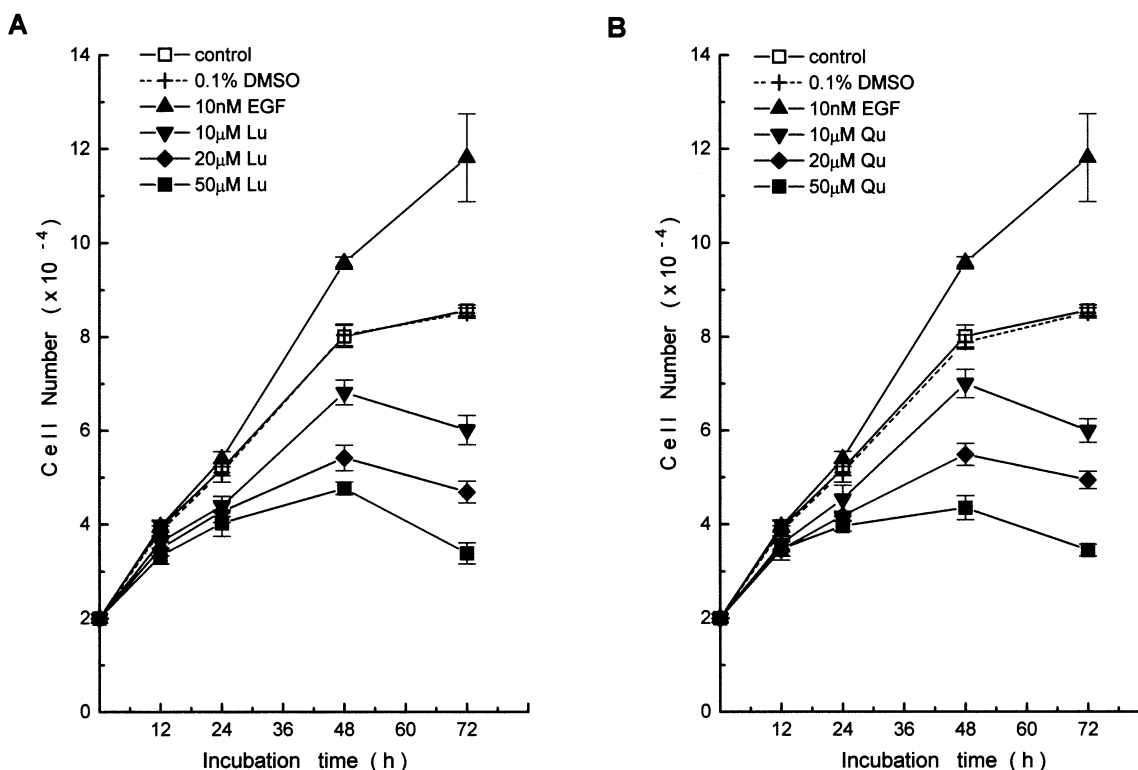 A
control
0.1% DMSO
10nM EGF
10μM Lu
20μM Lu
50μM Lu
Cell Number (x 10 -4)
14
12
10
8
6
4
2
0
12 24 36 48 60 72
Incubation time (h)
B
control
0.1% DMSO
10nM EGF
10μM Qu
20μM Qu
50μM Qu
Cell Number (x 10 -4)
14
12
10
8
6
4
2
0
12 24 36 48 60 72
Incubation time (h)